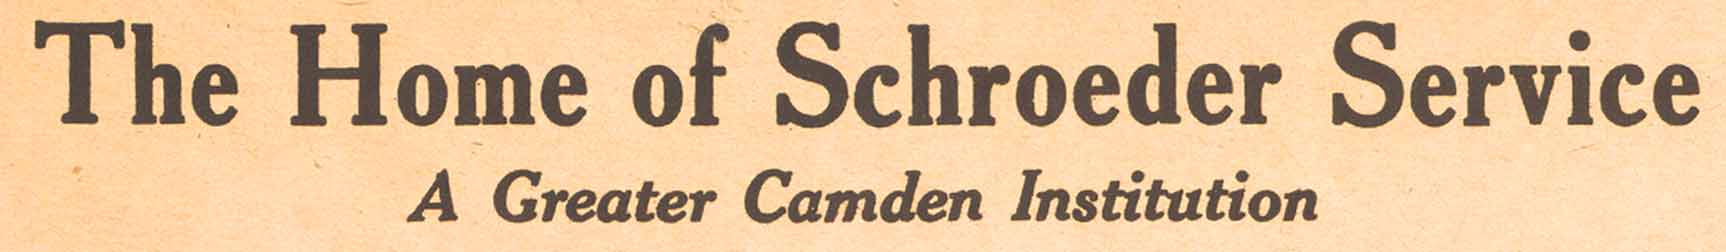 The Home of Schroeder Service
A Greater Camden Institution